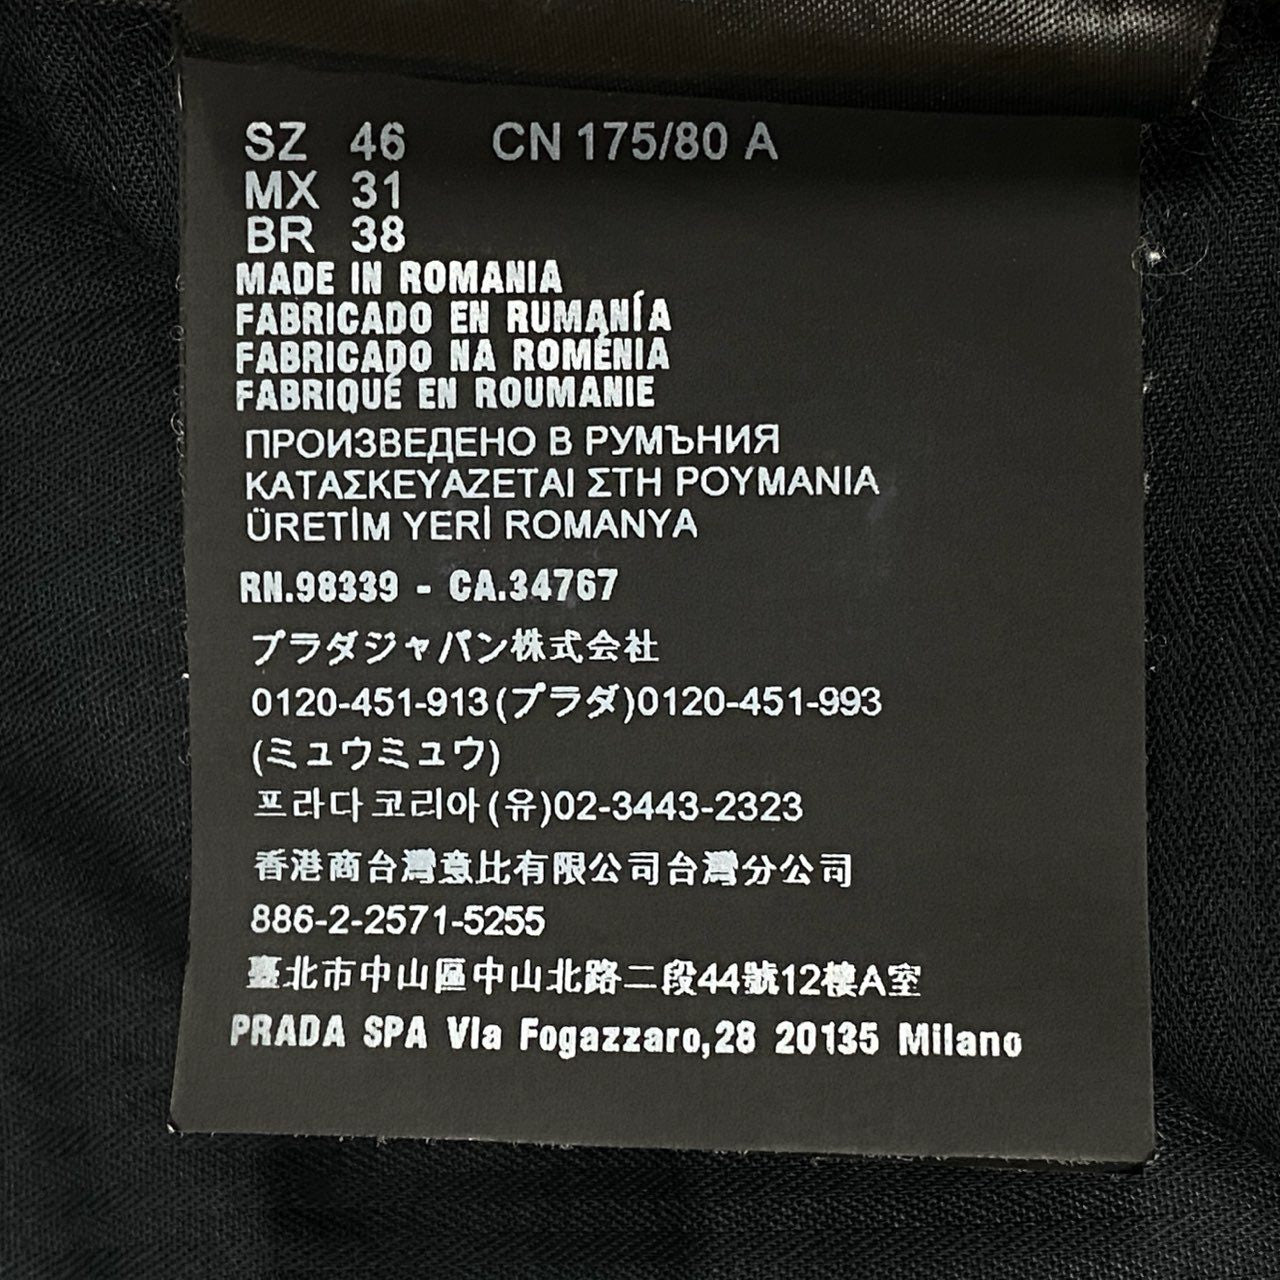 SZ 46 CN 175/80 A
MX 31
BR 38
MADE IN ROMANIA
FABRICADO EN RUMANÍA
FABRICADO NA ROMÉNIA
FABRIQUÉ EN ROUMANIE
ПРОИЗВЕДЕНО В РУМЪНИЯ
ΚΑΤΑΣΚΕΥΑΖΕΤΑΙ ΣΤΗ ΡΟΥΜΑΝΙΑ
ÜRETİM YERİ ROMANYA
RN.98339 - CA.34767
プラダジャパン株式会社
0120-451-913(プラダ)0120-451-993
(ミュウミュウ)
프라다코리아(유)02-3443-2323
香港商台灣意比有限公司台灣分公司
886-2-2571-5255
臺北市中山區中山北路二段44號12樓A室
PRADA SPA VIa Fogazzaro,28 20135 Milano